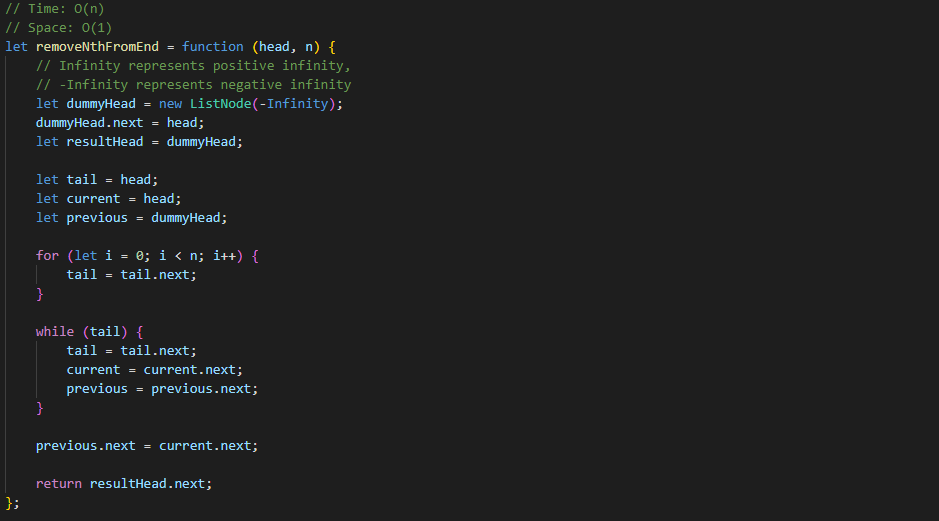 // Time: O(n)
// Space: O(1)
let removeNthFromEnd = function (head, n) {
    // Infinity represents positive infinity,
    // -Infinity represents negative infinity
    let dummyHead = new ListNode(-Infinity);
    dummyHead.next = head;
    let resultHead = dummyHead;

    let tail = head;
    let current = head;
    let previous = dummyHead;

    for (let i = 0; i < n; i++) {
        tail = tail.next;
    }

    while (tail) {
        tail = tail.next;
        current = current.next;
        previous = previous.next;
    }

    previous.next = current.next;

    return resultHead.next;
};